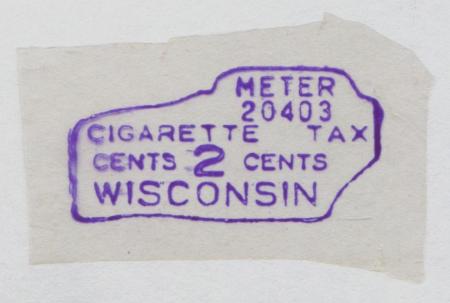 METER
20403
CIGARETTE TAX
CENTS 2 CENTS
WISCONSIN